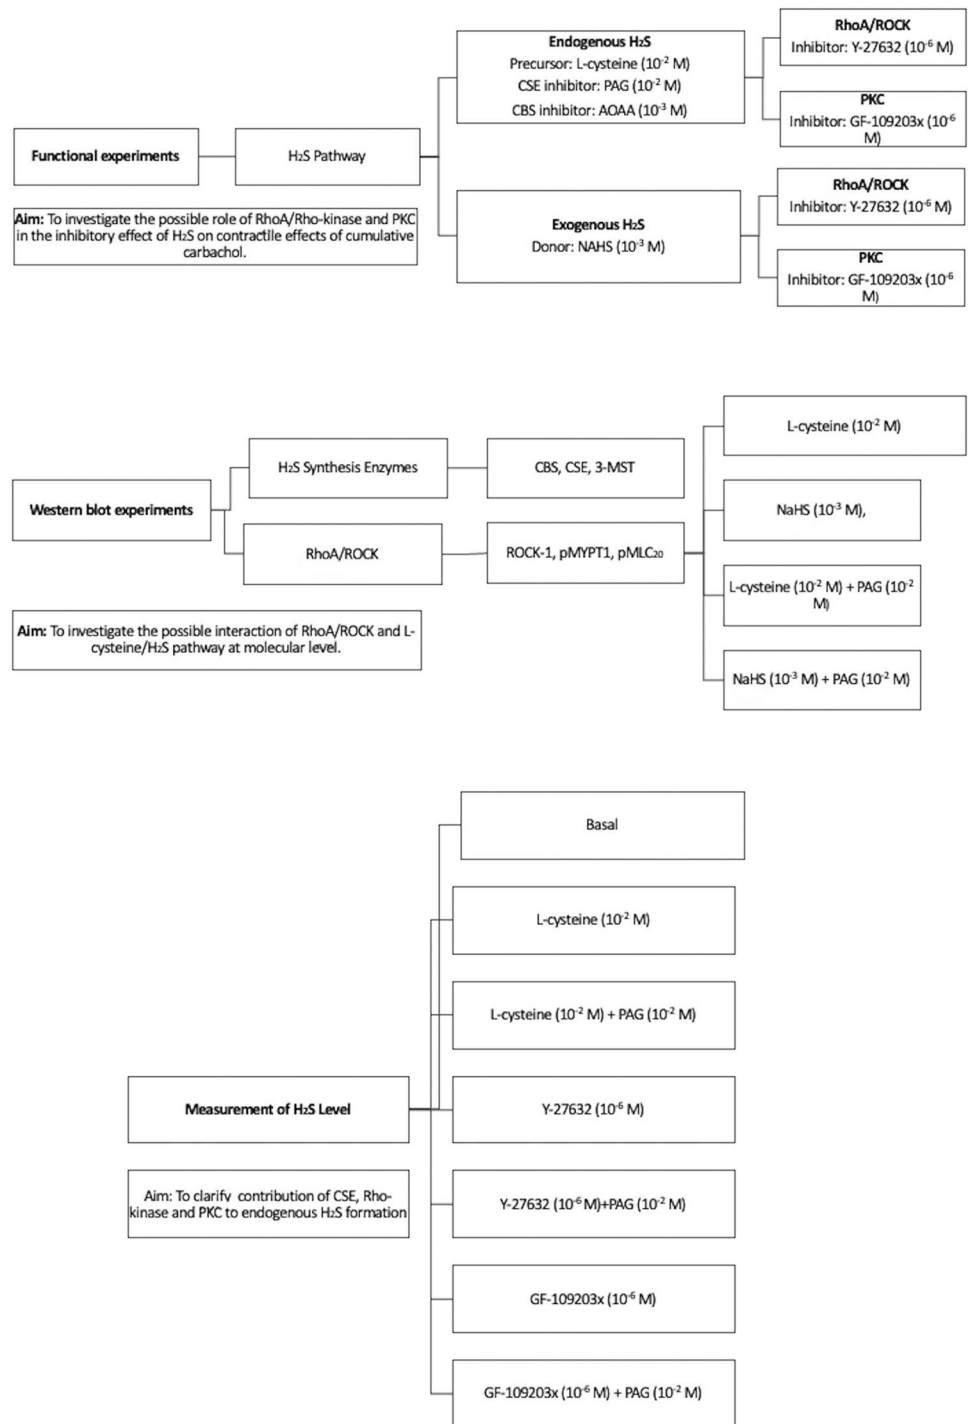 Functional experiments
H₂S Pathway
Aim: To investigate the possible role of RhoA/Rho-kinase and PKC
in the inhibitory effect of H₂S on contractile effects of cumulative
carbachol.
Endogenous H₂S
Precursor: L-cysteine (10⁻² M)
CSE inhibitor: PAG (10⁻² M)
CBS inhibitor: AOAA (10⁻³ M)
RhoA/ROCK
Inhibitor: Y-27632 (10⁻⁶ M)
PKC
Inhibitor: GF-109203x (10⁻⁶
M)
Exogenous H₂S
Donor: NAHS (10⁻³ M)
RhoA/ROCK
Inhibitor: Y-27632 (10⁻⁶ M)
PKC
Inhibitor: GF-109203x (10⁻⁶
M)
Western blot experiments
H₂S Synthesis Enzymes
CBS, CSE, 3-MST
RhoA/ROCK
ROCK-1, pMYPT1, pMLC₂₀
Aim: To investigate the possible interaction of RhoA/ROCK and L-
cysteine/H₂S pathway at molecular level.
L-cysteine (10⁻² M)
NaHS (10⁻³ M),
L-cysteine (10⁻² M) + PAG (10⁻²
M)
NaHS (10⁻³ M) + PAG (10⁻² M)
Measurement of H₂S Level
Aim: To clarify contribution of CSE, Rho-
kinase and PKC to endogenous H₂S formation
Basal
L-cysteine (10⁻² M)
L-cysteine (10⁻² M) + PAG (10⁻² M)
Y-27632 (10⁻⁶ M)
Y-27632 (10⁻⁶ M)+PAG (10⁻² M)
GF-109203x (10⁻⁶ M)
GF-109203x (10⁻⁶ M) + PAG (10⁻² M)